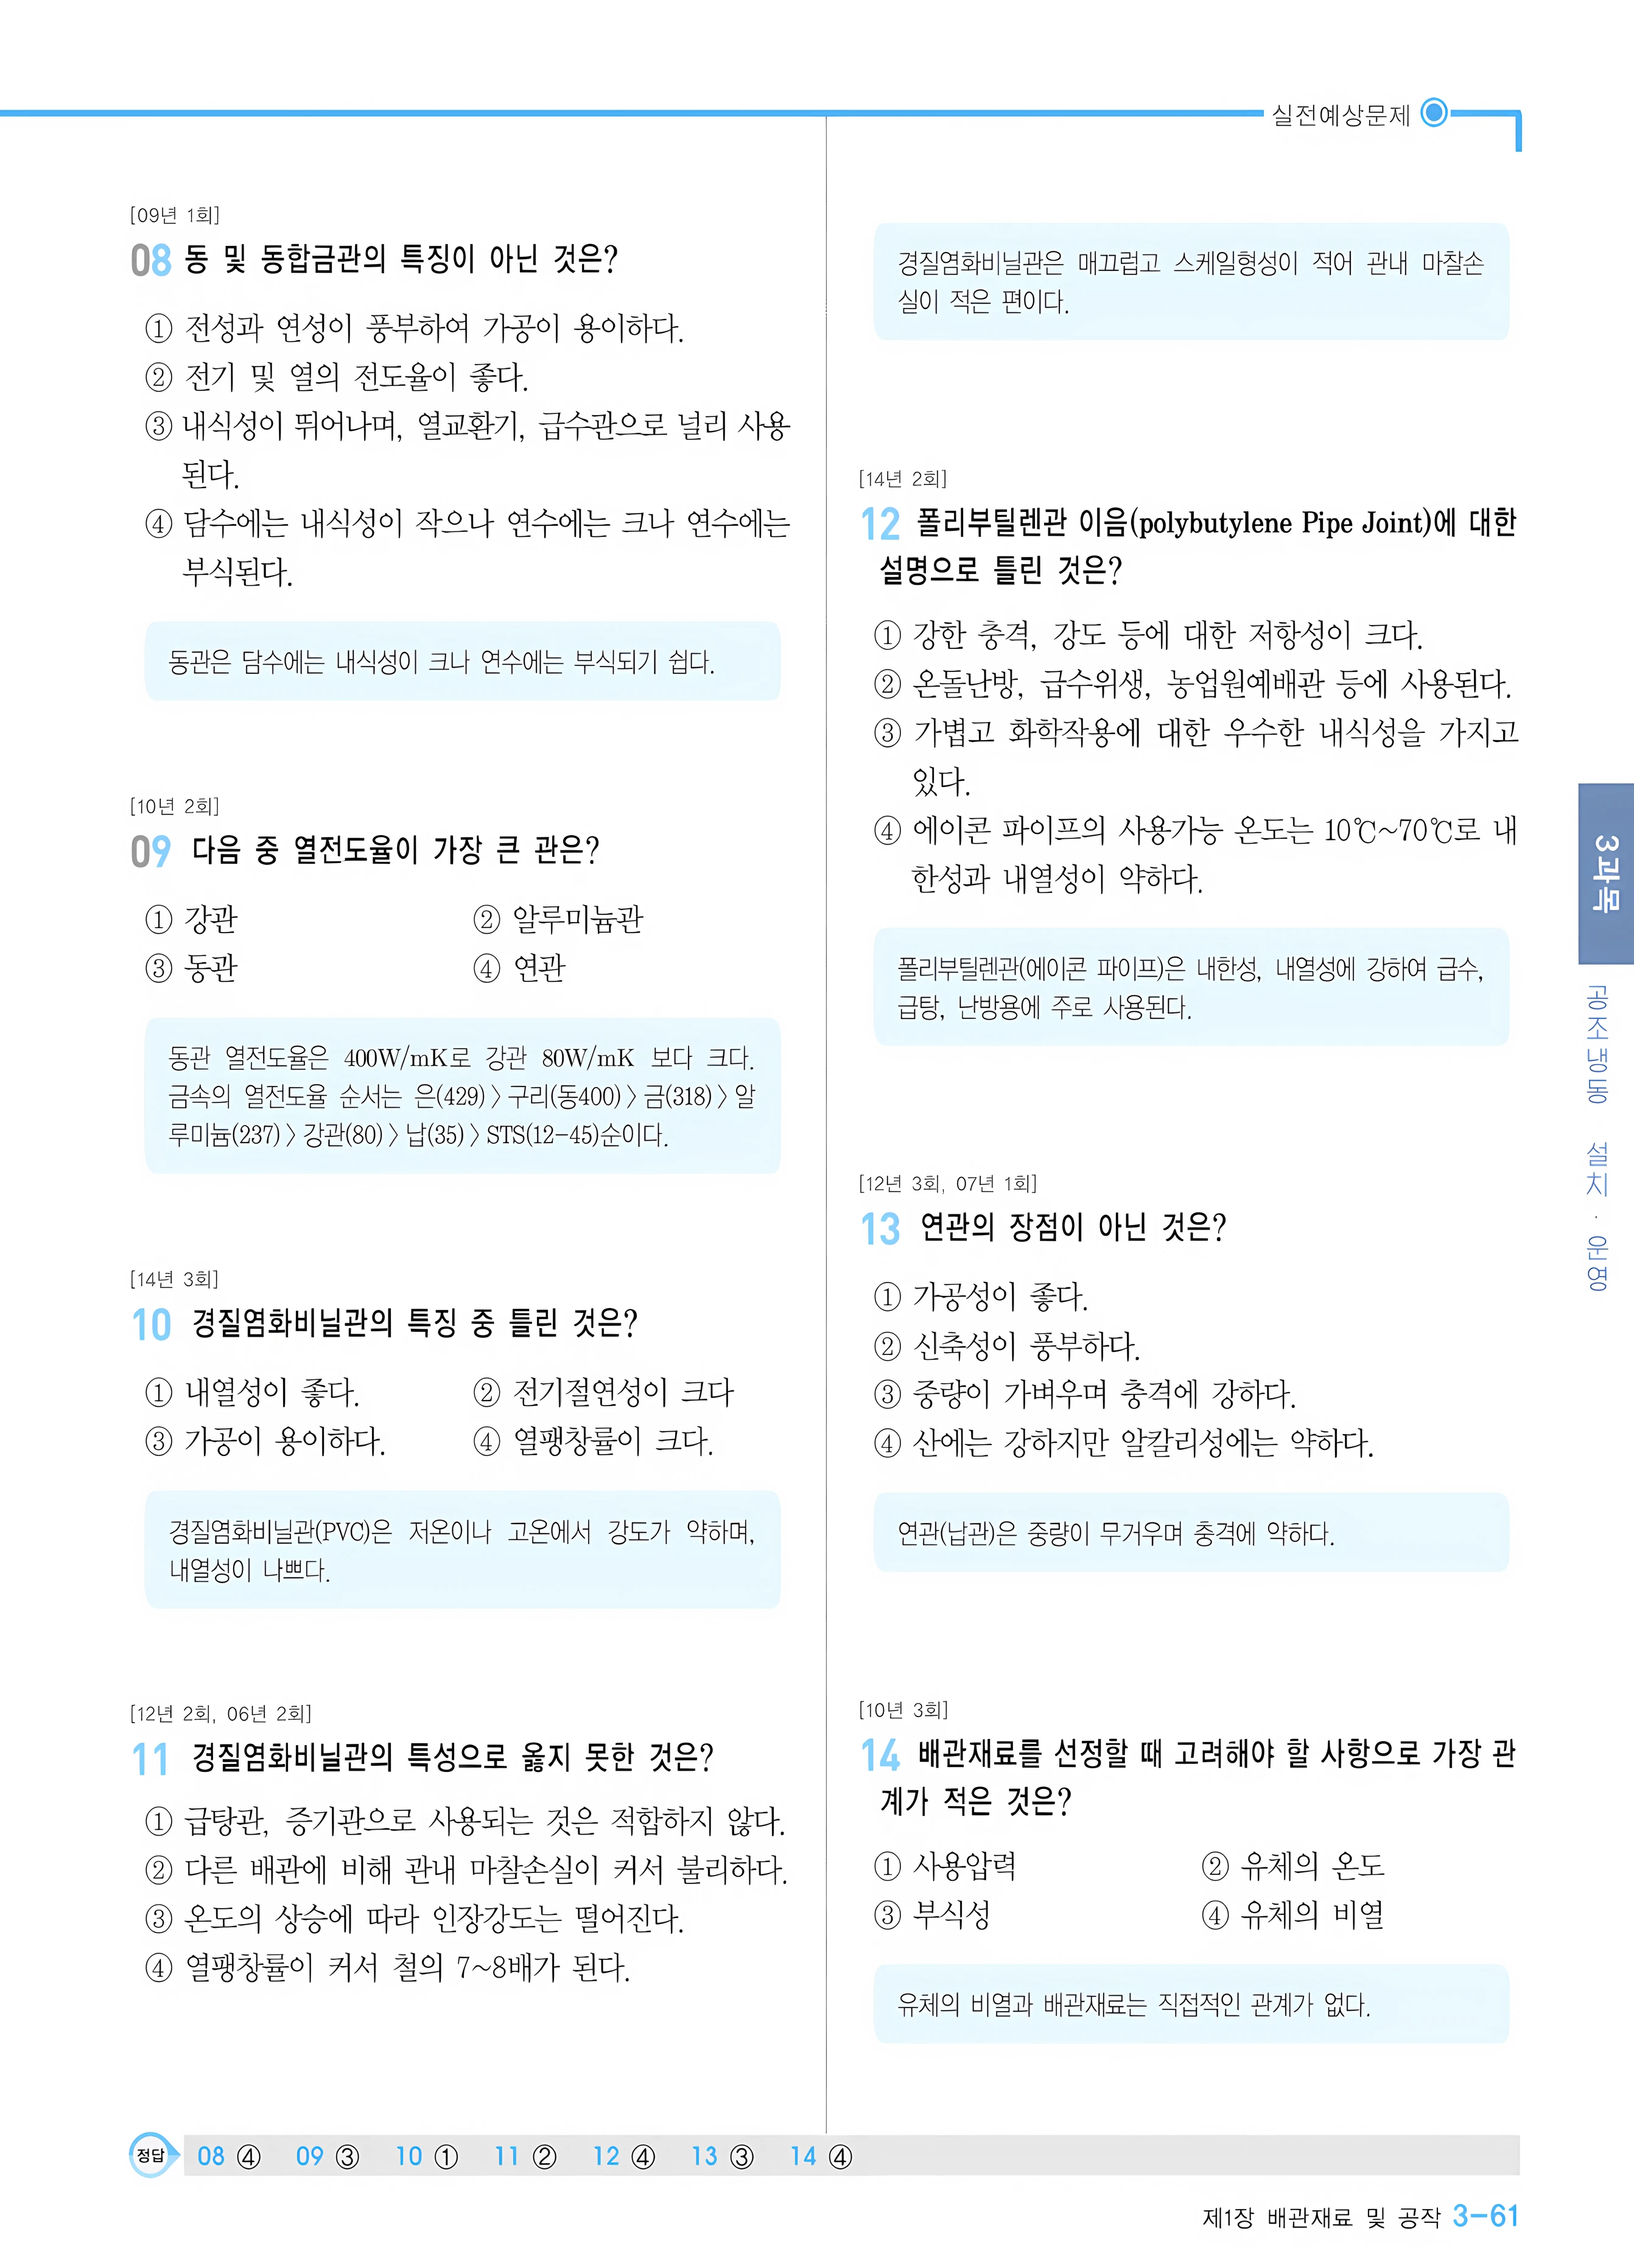 실전예상문제
[09년 1회]
08 동 및 동합금관의 특징이 아닌 것은?
① 전성과 연성이 풍부하여 가공이 용이하다.
② 전기 및 열의 전도율이 좋다.
③ 내식성이 뛰어나며, 열교환기, 급수관으로 널리 사용
된다.
④ 담수에는 내식성이 작으나 연수에는 크나 연수에는
부식된다.
동관은 담수에는 내식성이 크나 연수에는 부식되기 쉽다.
[10년 2회]
09 다음 중 열전도율이 가장 큰 관은?
① 강관 ② 알루미늄관
③ 동관 ④ 연관
동관 열전도율은 400W/mK로 강관 80W/mK 보다 크다.
금속의 열전도율 순서는 은(429) 〉 구리(동400) 〉 금(318) 〉 알
루미늄(237) 〉 강관(80) 〉 납(35) 〉 STS(12-45)순이다.
[14년 3회]
10 경질염화비닐관의 특징 중 틀린 것은?
① 내열성이 좋다. ② 전기절연성이 크다
③ 가공이 용이하다. ④ 열팽창률이 크다.
경질염화비닐관(PVC)은 저온이나 고온에서 강도가 약하며,
내열성이 나쁘다.
[12년 2회, 06년 2회]
11 경질염화비닐관의 특성으로 옳지 못한 것은?
① 급탕관, 증기관으로 사용되는 것은 적합하지 않다.
② 다른 배관에 비해 관내 마찰손실이 커서 불리하다.
③ 온도의 상승에 따라 인장강도는 떨어진다.
④ 열팽창률이 커서 철의 7~8배가 된다.
경질염화비닐관은 매끄럽고 스케일형성이 적어 관내 마찰손
실이 적은 편이다.
[14년 2회]
12 폴리부틸렌관 이음(polybutylene Pipe Joint)에 대한
설명으로 틀린 것은?
① 강한 충격, 강도 등에 대한 저항성이 크다.
② 온돌난방, 급수위생, 농업원예배관 등에 사용된다.
③ 가볍고 화학작용에 대한 우수한 내식성을 가지고
있다.
④ 에이콘 파이프의 사용가능 온도는 10℃~70℃로 내
한성과 내열성이 약하다.
폴리부틸렌관(에이콘 파이프)은 내한성, 내열성에 강하여 급수,
급탕, 난방용에 주로 사용된다.
[12년 3회, 07년 1회]
13 연관의 장점이 아닌 것은?
① 가공성이 좋다.
② 신축성이 풍부하다.
③ 중량이 가벼우며 충격에 강하다.
④ 산에는 강하지만 알칼리성에는 약하다.
연관(납관)은 중량이 무거우며 충격에 약하다.
[10년 3회]
14 배관재료를 선정할 때 고려해야 할 사항으로 가장 관
계가 적은 것은?
① 사용압력 ② 유체의 온도
③ 부식성 ④ 유체의 비열
유체의 비열과 배관재료는 직접적인 관계가 없다.
3과목
공조냉동 설치·운영
정답 08 ④ 09 ③ 10 ① 11 ② 12 ④ 13 ③ 14 ④
제1장 배관재료 및 공작 3-61